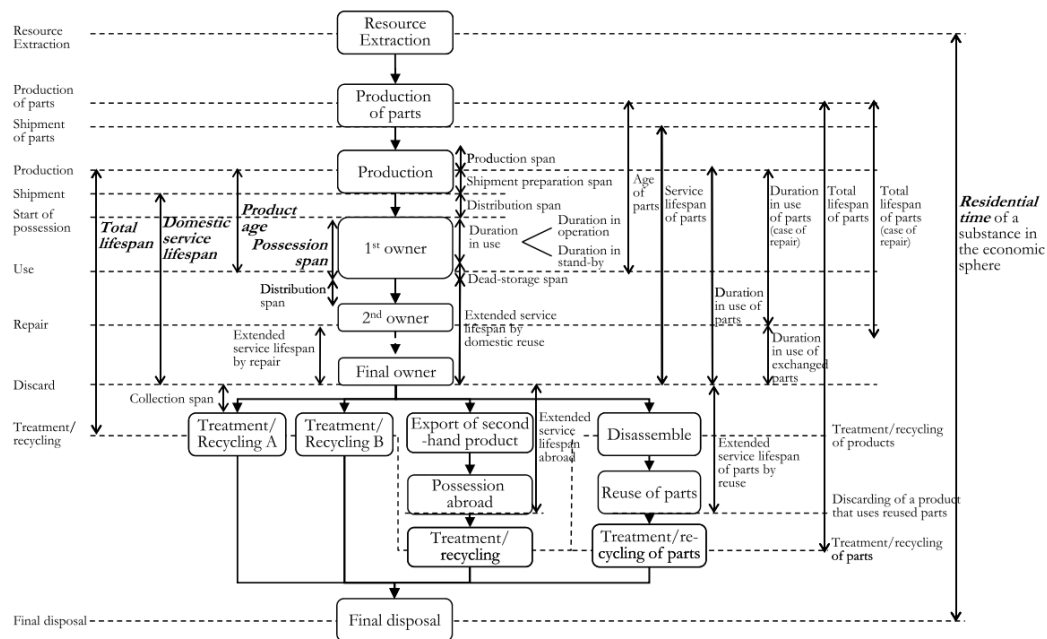 Resource
Extraction
Resource
Extraction
Production
of parts
Production
of parts
Shipment
of parts
Production
Production
Production span
Shipment preparation span
Shipment
Distribution span
Start of
possession
Total
lifespan
Domestic
service
lifespan
Product
age
Possession
span
1st owner
Duration
in use
Duration in
operation
Duration
in stand-by
Age
of parts
Service
lifespan
of parts
Duration
in use
of parts
(case of
repair)
Total
lifespan
of parts
Total
lifespan
of parts
(case of
repair)
Residential
time of a
substance in
the economic
sphere
Use
Dead-storage span
Distribution
span
2nd owner
Duration
in use of
parts
Repair
Extended
service lifespan
by repair
Extended service
lifespan by
domestic reuse
Duration
in use of
exchanged
parts
Final owner
Discard
Collection span
Treatment/
recycling
Treatment/
Recycling A
Treatment/
Recycling B
Export of second
-hand product
Extended
service
lifespan
abroad
Disassemble
Extended
service lifespan
of parts by
reuse
Treatment/recycling
of products
Possession
abroad
Reuse of parts
Discarding of a product
that uses reused parts
Treatment/
recycling
Treatment/re-
cycling of parts
Treatment/recycling
of parts
Final disposal
Final disposal